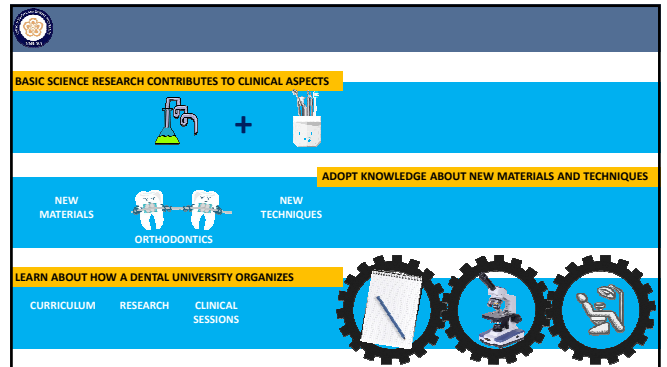 BASIC SCIENCE RESEARCH CONTRIBUTES TO CLINICAL ASPECTS
+
ADOPT KNOWLEDGE ABOUT NEW MATERIALS AND TECHNIQUES
NEW
MATERIALS
NEW
TECHNIQUES
ORTHODONTICS
LEARN ABOUT HOW A DENTAL UNIVERSITY ORGANIZES
CURRICULUM
RESEARCH
CLINICAL
SESSIONS